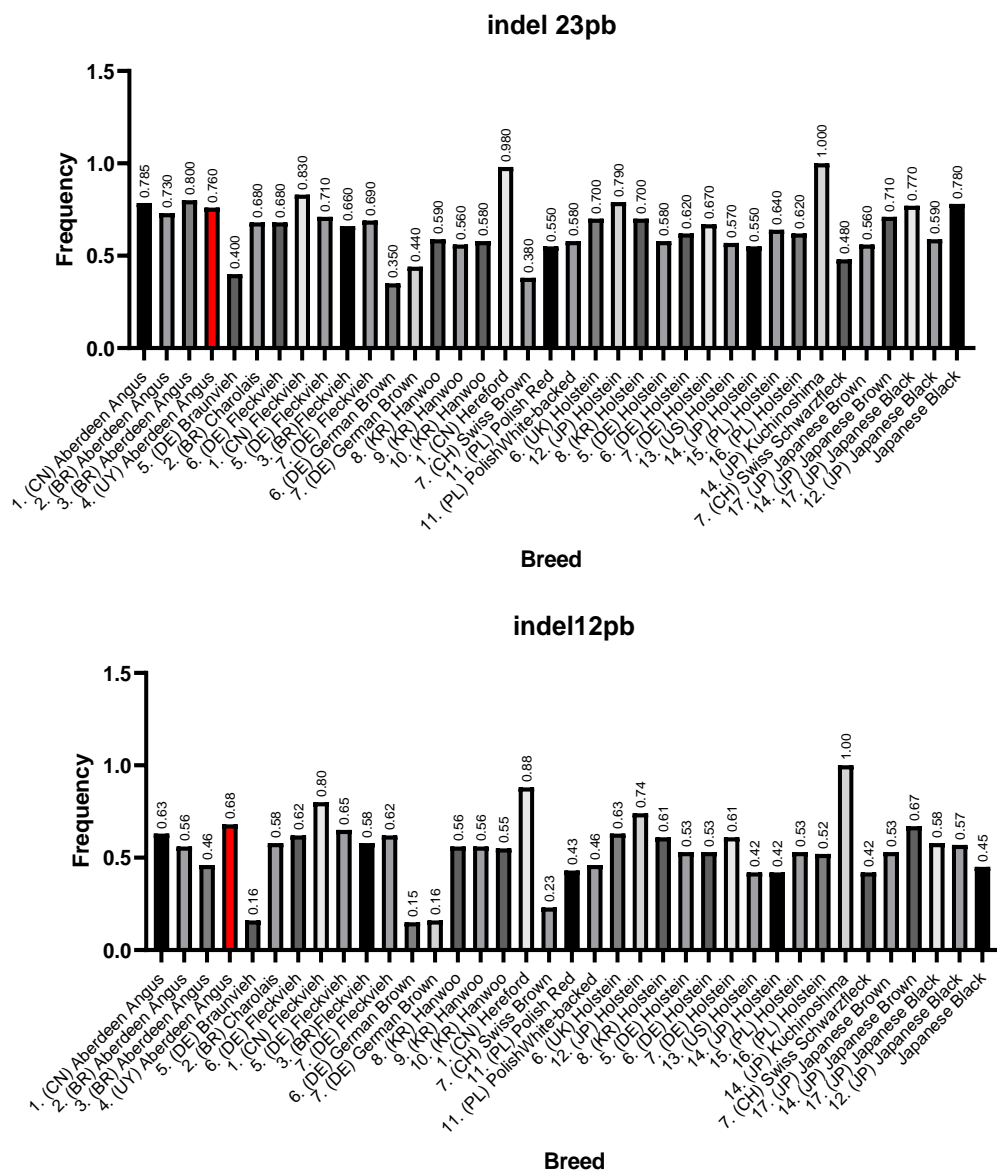 indel 23pb
1.5
1.0
0.5
0.0
Frequency
0.785
0.730
0.800
0.760
0.400
0.680
0.680
0.830
0.710
0.660
0.690
0.350
0.440
0.590
0.560
0.580
0.980
0.380
0.550
0.580
0.700
0.790
0.700
0.580
0.620
0.670
0.570
0.550
0.640
0.620
1.000
0.480
0.560
0.710
0.770
0.590
0.780
1. (CN) Aberdeen Angus
2. (BR) Aberdeen Angus
3. (BR) Aberdeen Angus
4. (UY) Aberdeen Angus
5. (DE) Braunvieh
2. (BR) Charolais
6. (DE) Fleckvieh
1. (CN) Fleckvieh
5. (DE) Fleckvieh
3. (BR) Fleckvieh
7. (DE) Fleckvieh
6. (DE) German Brown
7. (DE) German Brown
8. (KR) Hanwoo
9. (KR) Hanwoo
10. (KR) Hanwoo
1. (CN) Hereford
7. (CH) Swiss Brown
11. (PL) Polish Red
11. (PL) PolishWhite-backed
6. (UK) Holstein
12. (JP) Holstein
8. (KR) Holstein
5. (DE) Holstein
6. (DE) Holstein
7. (DE) Holstein
13. (US) Holstein
14. (JP) Holstein
15. (PL) Holstein
16. (PL) Holstein
14. (JP) Kuchinoshima
7. (CH) Swiss Schwarzfleck
17. (JP) Japanese Brown
17. (JP) Japanese Brown
14. (JP) Japanese Black
17. (JP) Japanese Black
12. (JP) Japanese Black
Japanese Black
Breed
indel12pb
1.5
1.0
0.5
0.0
Frequency
0.63
0.56
0.46
0.68
0.16
0.58
0.62
0.80
0.65
0.58
0.62
0.15
0.16
0.56
0.56
0.55
0.88
0.23
0.43
0.46
0.63
0.74
0.61
0.53
0.53
0.61
0.42
0.42
0.53
0.52
1.00
0.42
0.53
0.67
0.58
0.57
0.45
1. (CN) Aberdeen Angus
2. (BR) Aberdeen Angus
3. (BR) Aberdeen Angus
4. (UY) Aberdeen Angus
5. (DE) Braunvieh
2. (BR) Charolais
6. (DE) Fleckvieh
1. (CN) Fleckvieh
5. (DE) Fleckvieh
3. (BR)Fleckvieh
7. (DE) Fleckvieh
6. (DE) German Brown
7. (DE) German Brown
8. (KR) Hanwoo
9. (KR) Hanwoo
10. (KR) Hanwoo
1. (CN) Hereford
7. (CH) Swiss Brown
11. (PL) Polish Red
11. (PL) PolishWhite-backed
6. (UK) Holstein
12. (JP) Holstein
8. (KR) Holstein
5. (DE) Holstein
6. (DE) Holstein
7. (DE) Holstein
13. (US) Holstein
14. (JP) Holstein
15. (PL) Holstein
16. (PL) Holstein
14. (JP) Kuchinoshima
7. (CH) Swiss Schwarzfleck
17. (JP) Japanese Brown
17. (JP) Japanese Brown
14. (JP) Japanese Black
17. (JP) Japanese Black
12. (JP) Japanese Black
Japanese Black
Breed